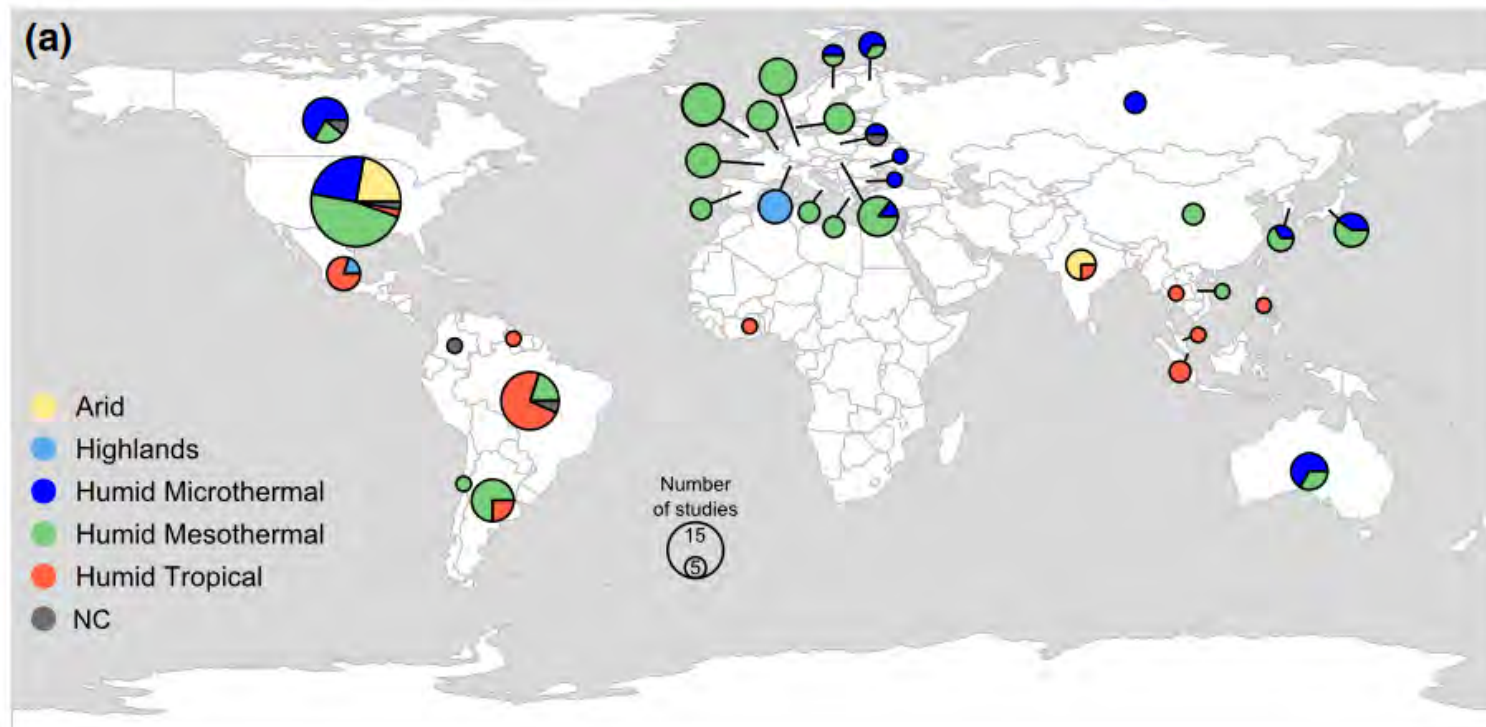 (a)
Arid
Highlands
Humid Microthermal
Humid Mesothermal
Humid Tropical
NC
Number
of studies
15
5